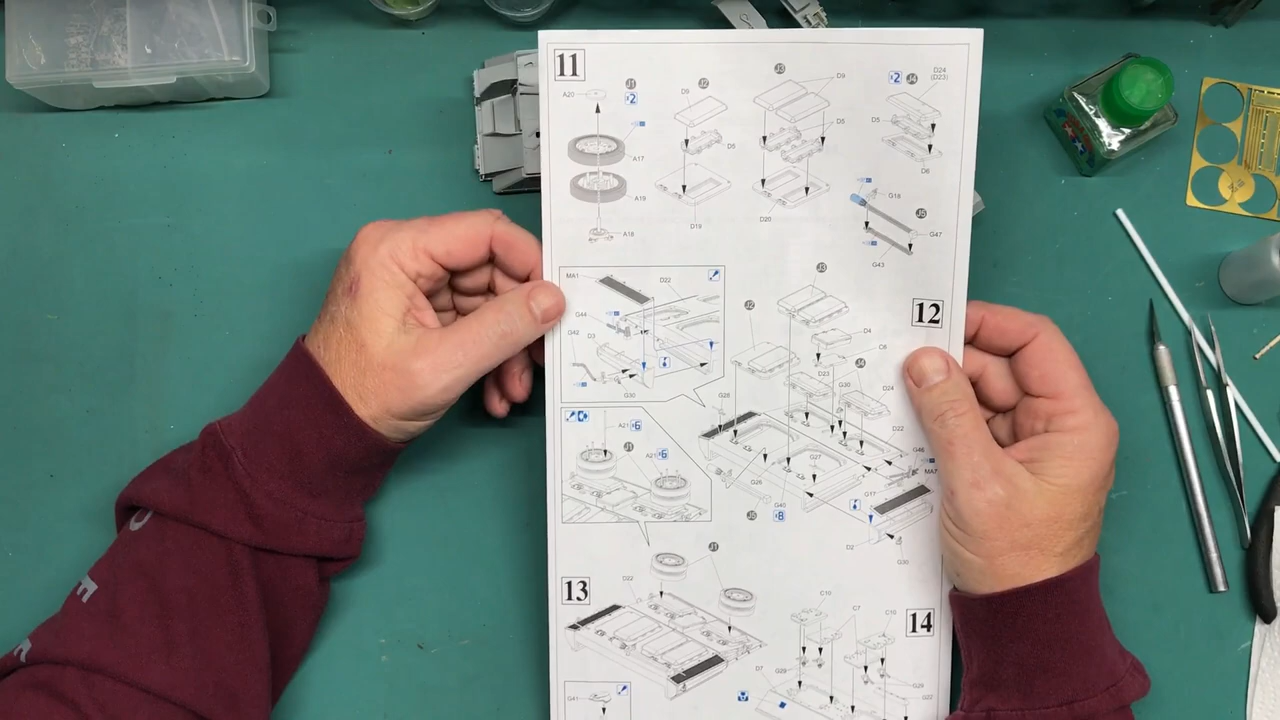 11
A20
J1
×2
A17
A19
A18
J2
D9
D5
D19
J3
D9
D5
D20
×2
J4
D24
(D23)
D5
D6
G18
J5
G47
G43
MA1
D22
G44
G42
D3
G30
12
J3
J2
D4
D23
G30
J4
D24
G28
D22
G27
G26
G40
×8
J5
G17
D2
G30
A21
×6
J1
A21
×6
13
J1
D22
G41
14
C10
C7
C10
G29
D7
G29
G22